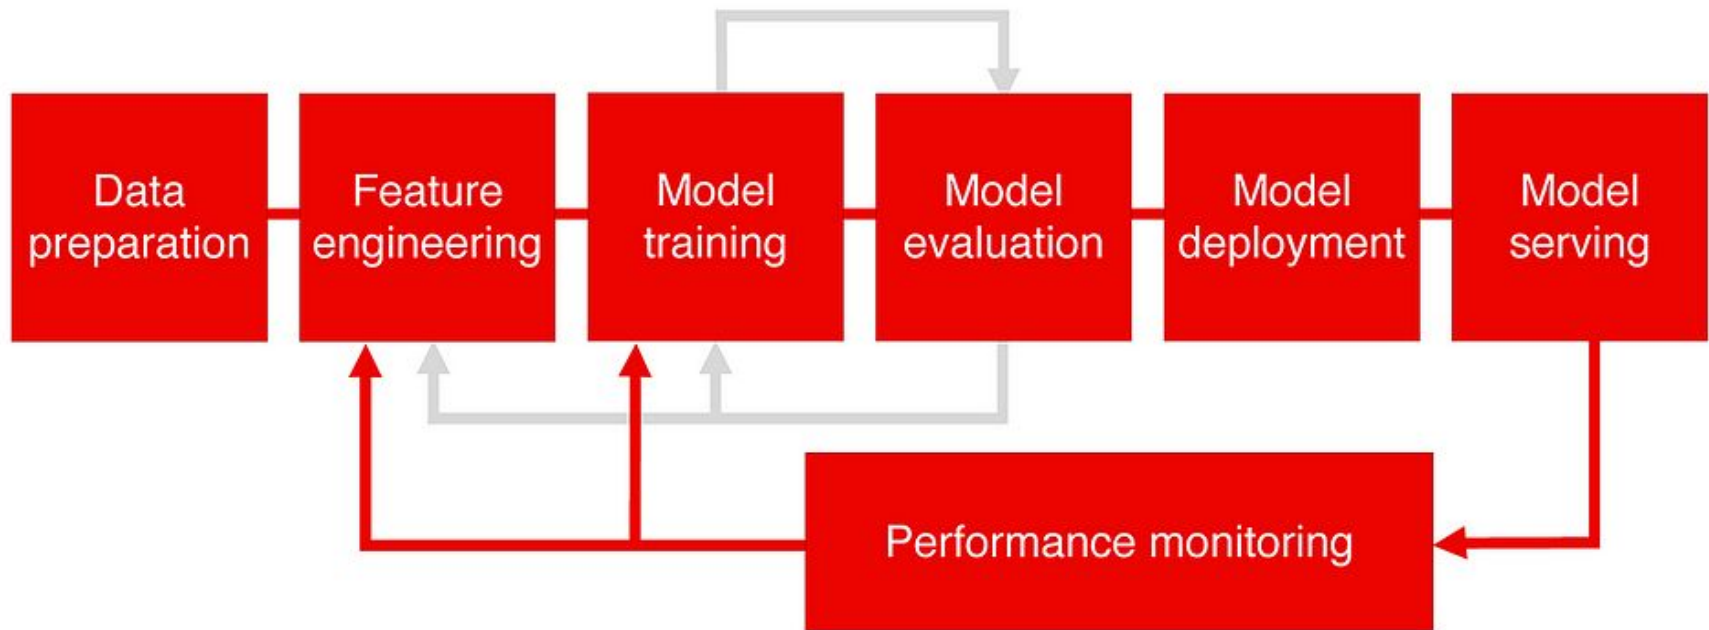 Data
preparation
Feature
engineering
Model
training
Model
evaluation
Model
deployment
Model
serving
Performance monitoring